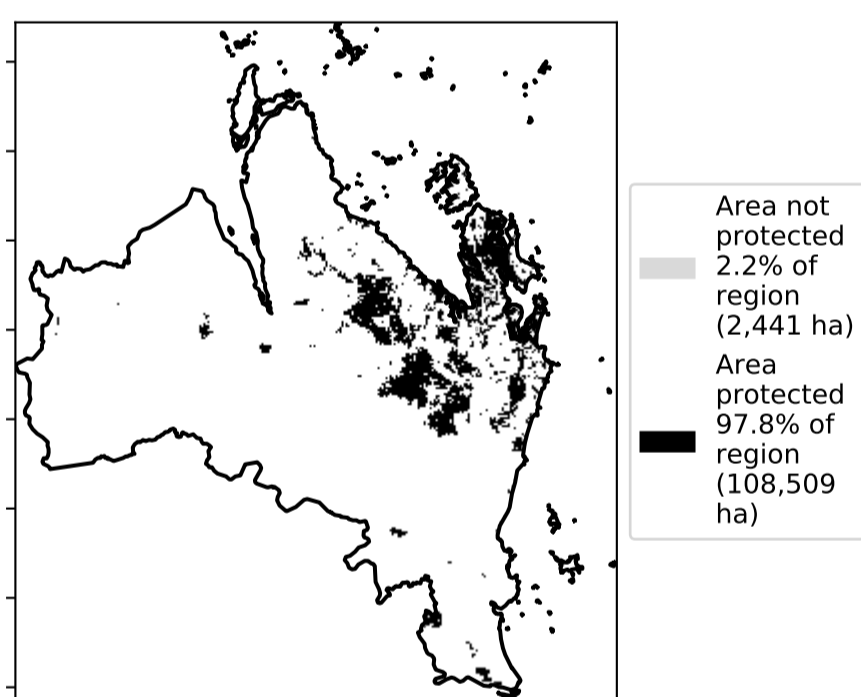 Area not
protected
2.2% of
region
(2,441 ha)
Area
protected
97.8% of
region
(108,509
ha)